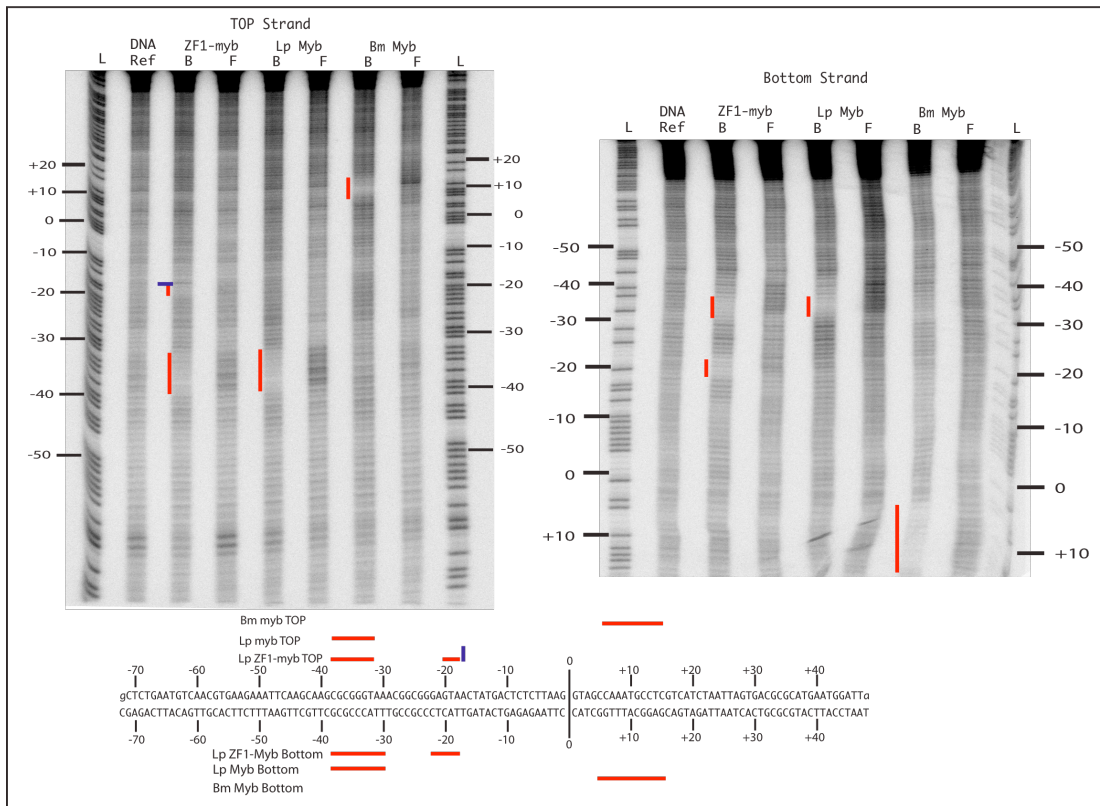 TOP Strand
L DNA Ref ZF1-myb B F Lp Myb B F Bm Myb B F L
+20 +20
+10 +10
0 0
-10 -10
-20 -20
-30 -30
-40 -40
-50 -50
Bottom Strand
L DNA Ref ZF1-myb B F Lp Myb B F Bm Myb B F L
-50 -50
-40 -40
-30 -30
-20 -20
-10 -10
0 0
+10 +10
Bm myb TOP
Lp myb TOP
Lp ZF1-myb TOP
-70 -60 -50 -40 -30 -20 -10 0 +10 +20 +30 +40
gCTCTGAATGTCAACGTGAAGAAATTCAAGCAAGCGCGGGTAAACGGCGGGAGTAACTATGACTCTCTTAAG GTAGCCAAATGCCTCGTCATCTAATTAGTGACGCGCATGAATGGATTa
CGAGACTTACAGTTGCACTTCTTTAAGTTCGTTCGCGCCCATTTGCCGCCCTCATTGATACTGAGAGAATTC CATCGGTTTACGGAGCAGTAGATTAATCACTGCGCGTACTTACCTAAT
-70 -60 -50 -40 -30 -20 -10 0 +10 +20 +30 +40
Lp ZF1-Myb Bottom
Lp Myb Bottom
Bm Myb Bottom